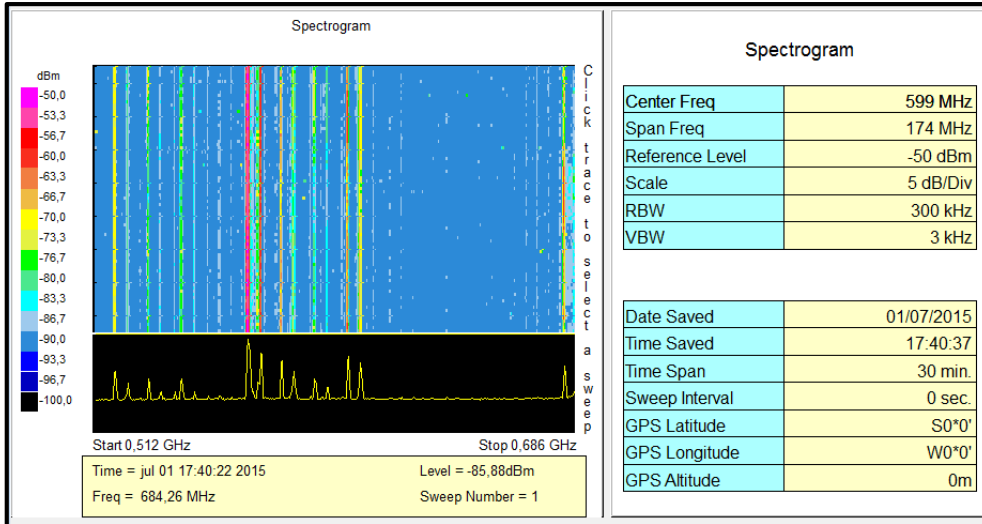 Spectrogram
dBm
-50,0
-53,3
-56,7
-60,0
-63,3
-66,7
-70,0
-73,3
-76,7
-80,0
-83,3
-86,7
-90,0
-93,3
-96,7
-100,0
Click trace to select a sweep
Start 0,512 GHz Stop 0,686 GHz
Time = jul 01 17:40:22 2015 Level = -85,88dBm
Freq = 684,26 MHz Sweep Number = 1
Spectrogram
Center Freq 599 MHz
Span Freq 174 MHz
Reference Level -50 dBm
Scale 5 dB/Div
RBW 300 kHz
VBW 3 kHz
Date Saved 01/07/2015
Time Saved 17:40:37
Time Span 30 min.
Sweep Interval 0 sec.
GPS Latitude S0*0'
GPS Longitude W0*0'
GPS Altitude 0m